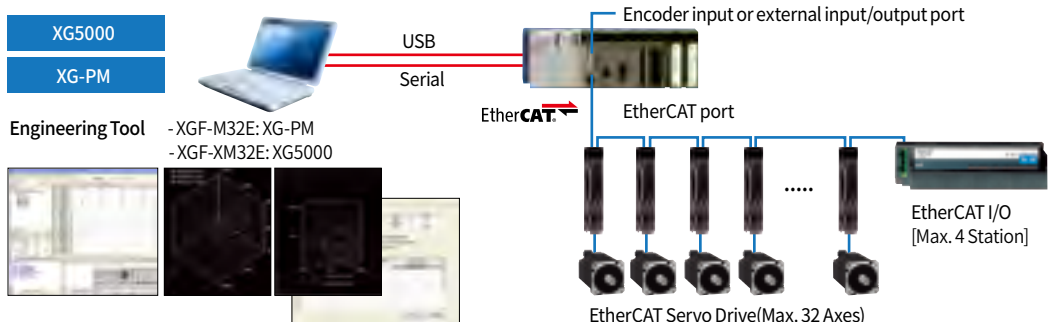 XG5000
XG-PM
Engineering Tool
- XGF-M32E: XG-PM
- XGF-XM32E: XG5000
USB
Serial
Encoder input or external input/output port
EtherCAT
EtherCAT port
.....
EtherCAT I/O
[Max. 4 Station]
EtherCAT Servo Drive(Max. 32 Axes)